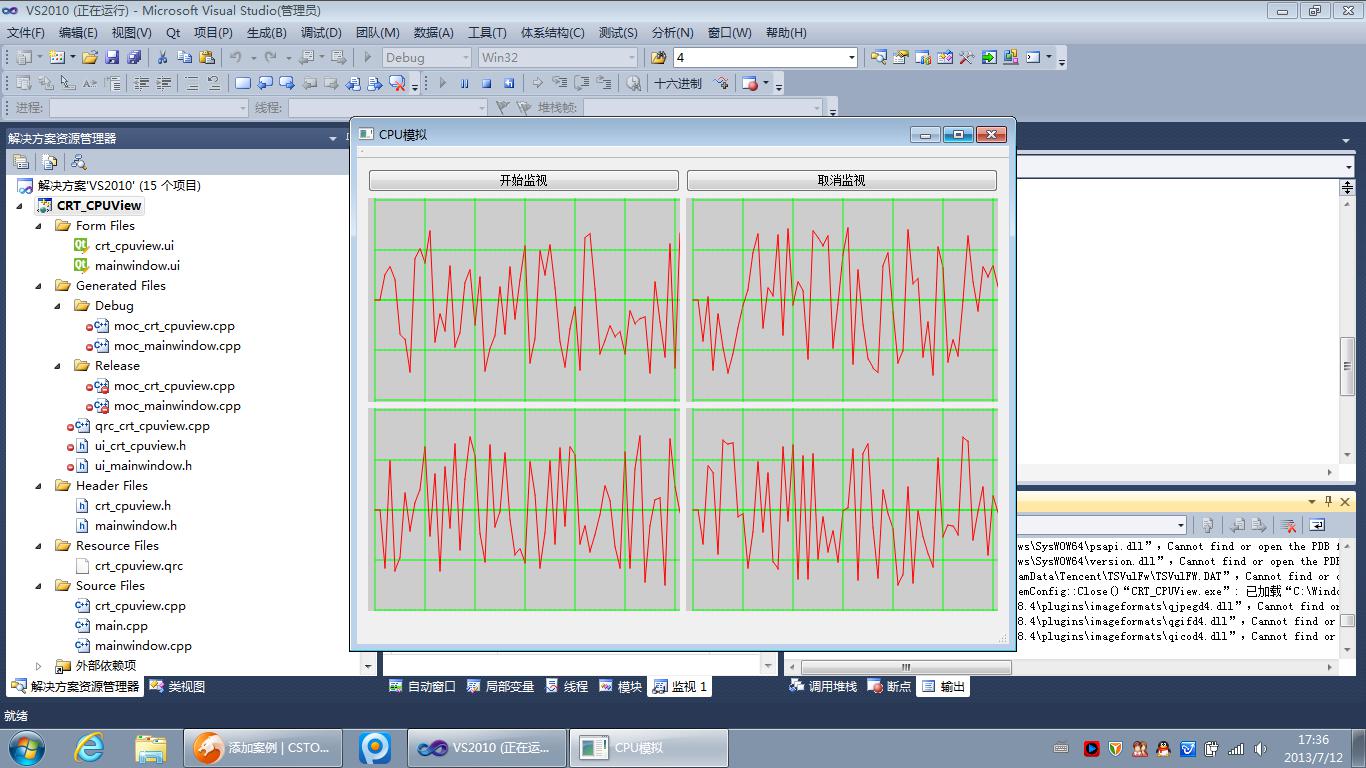 VS2010 (正在运行) - Microsoft Visual Studio(管理员)
文件(F) 编辑(E) 视图(V) Qt 项目(P) 生成(B) 调试(D) 团队(M) 数据(A) 工具(T) 体系结构(C) 测试(S) 分析(N) 窗口(W) 帮助(H)
Debug Win32 4
十六进制
进程: 线程: 堆栈帧:
解决方案资源管理器
解决方案'VS2010' (15 个项目)
CRT_CPUView
Form Files
crt_cpuview.ui
mainwindow.ui
Generated Files
Debug
moc_crt_cpuview.cpp
moc_mainwindow.cpp
Release
moc_crt_cpuview.cpp
moc_mainwindow.cpp
qrc_crt_cpuview.cpp
ui_crt_cpuview.h
ui_mainwindow.h
Header Files
crt_cpuview.h
mainwindow.h
Resource Files
crt_cpuview.qrc
Source Files
crt_cpuview.cpp
main.cpp
mainwindow.cpp
外部依赖项
解决方案资源管理器 类视图
CPU模拟
开始监视 取消监视
ws\SysWOW64\psapi.dll”，Cannot find or open the PDB f
ws\SysWOW64\version.dll”，Cannot find or open the PDB
amData\Tencent\TSVulFw\TSVulFW.DAT”，Cannot find or o
emConfig::Close()“CRT_CPUView.exe”: 已加载“C:\Windo
8.4\plugins\imageformats\qjpegd4.dll”，Cannot find or
8.4\plugins\imageformats\qgifd4.dll”，Cannot find or
8.4\plugins\imageformats\qicod4.dll”，Cannot find or
自动窗口 局部变量 线程 模块 监视 1
调用堆栈 断点 输出
就绪
添加案例 | CSTO... VS2010 (正在运... CPU模拟
17:36
2013/7/12